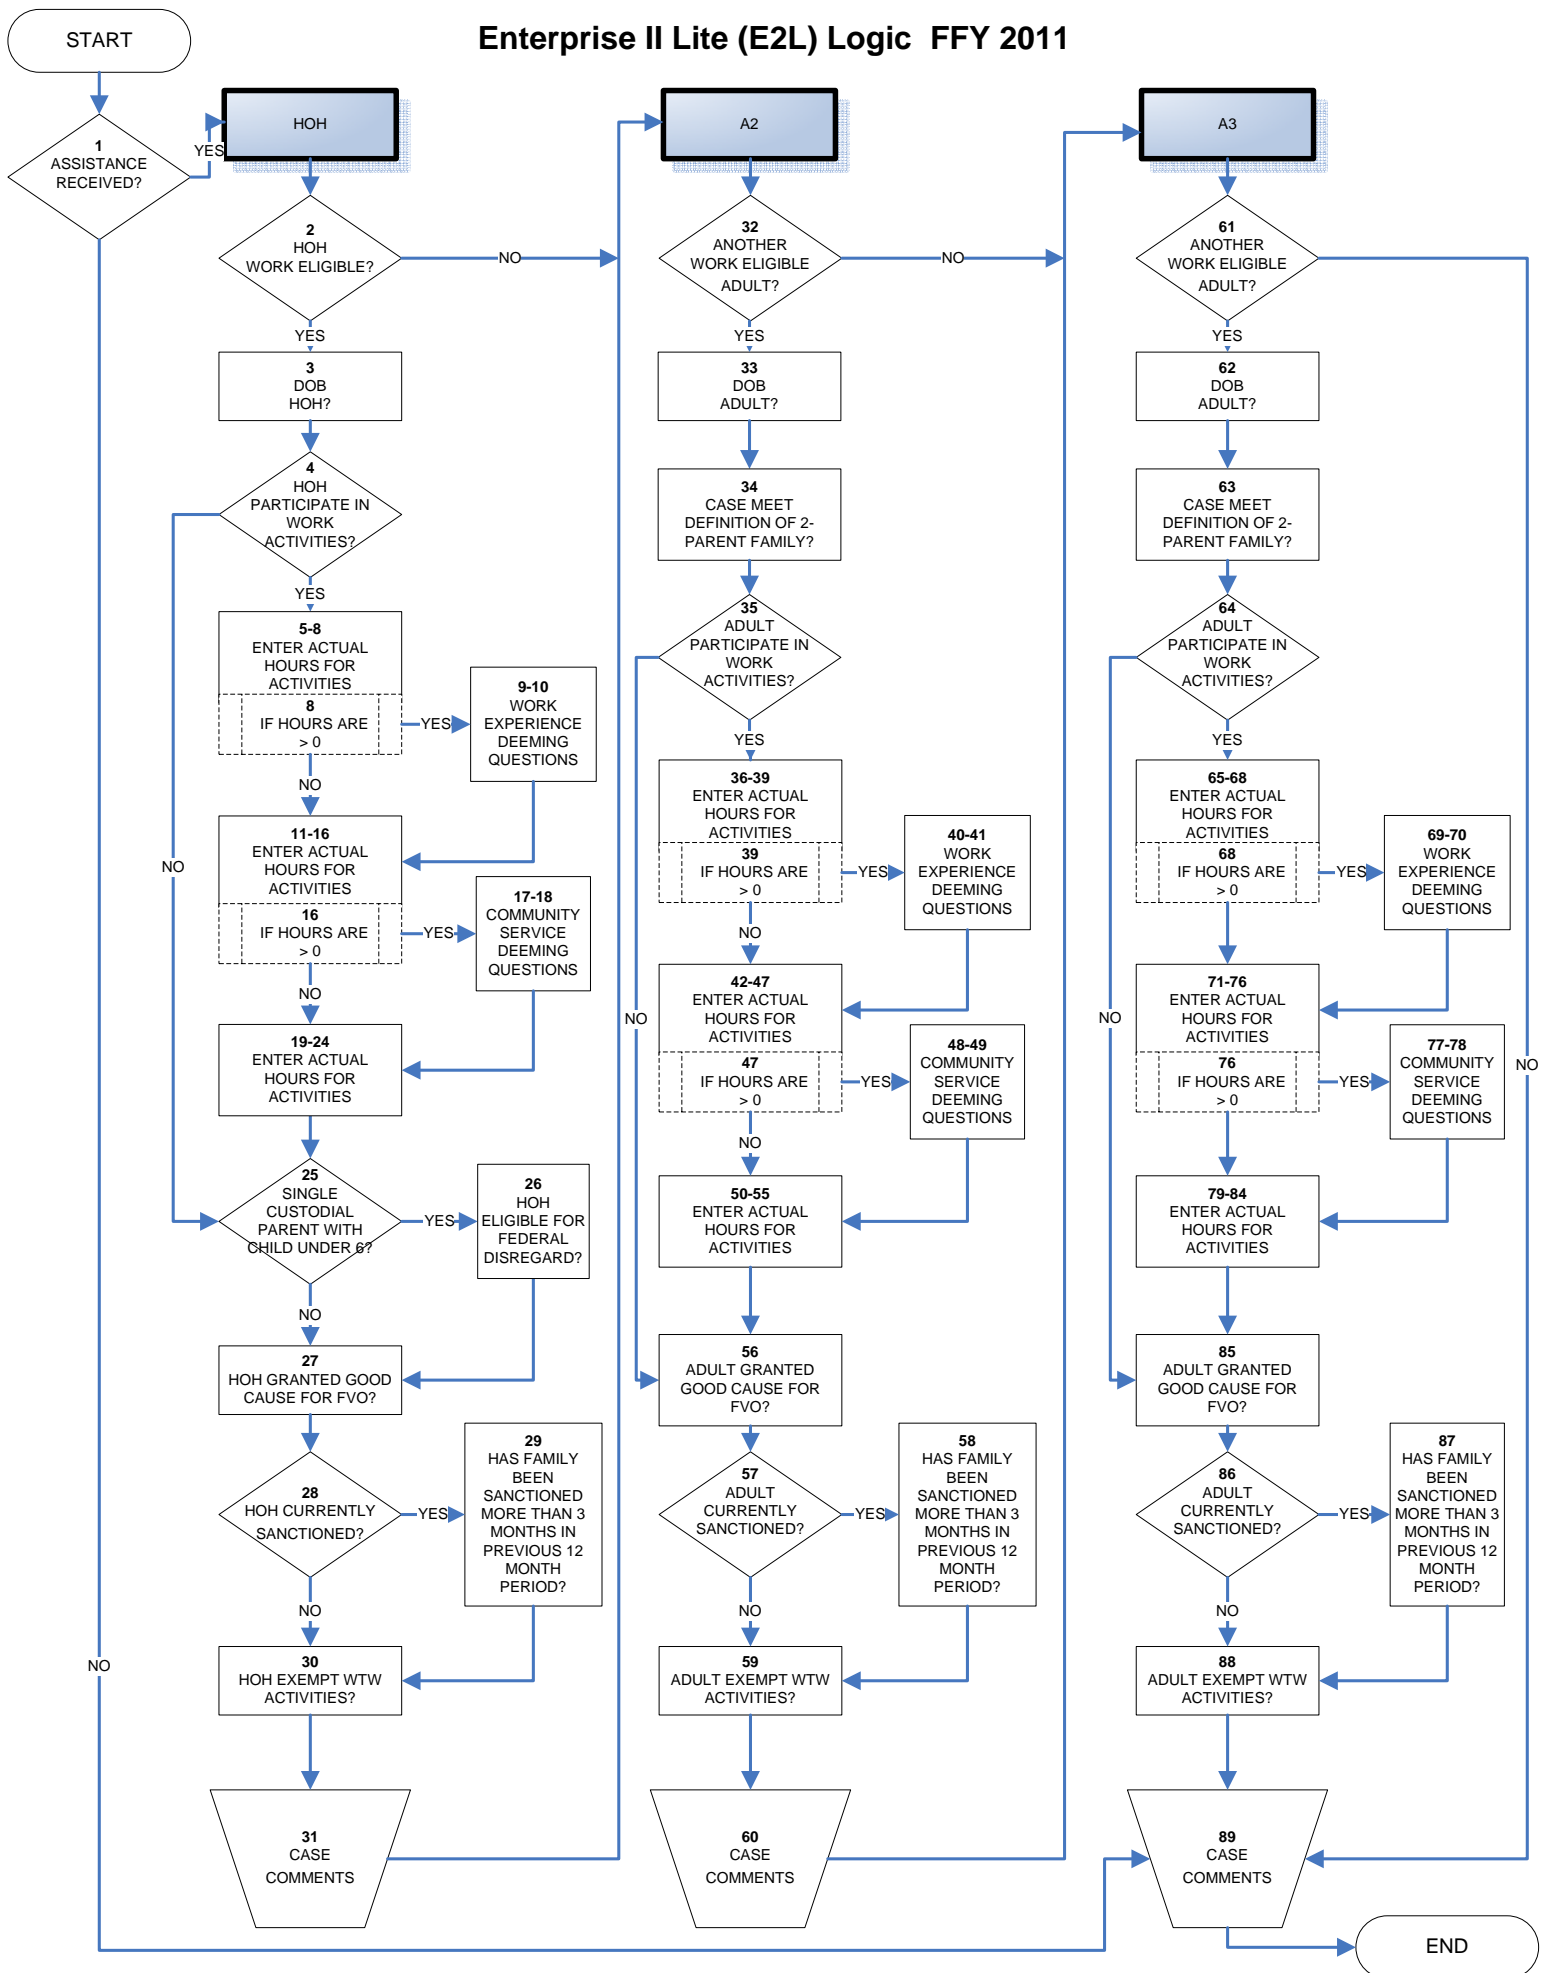 Enterprise II Lite (E2L) Logic FFY 2011
START
1
ASSISTANCE
RECEIVED?
YES
NO
HOH
2
HOH
WORK ELIGIBLE?
NO
YES
3
DOB
HOH?
4
HOH
PARTICIPATE IN
WORK
ACTIVITIES?
NO
YES
5-8
ENTER ACTUAL
HOURS FOR
ACTIVITIES
8
IF HOURS ARE
> 0
YES
9-10
WORK
EXPERIENCE
DEEMING
QUESTIONS
NO
11-16
ENTER ACTUAL
HOURS FOR
ACTIVITIES
16
IF HOURS ARE
> 0
YES
17-18
COMMUNITY
SERVICE
DEEMING
QUESTIONS
NO
19-24
ENTER ACTUAL
HOURS FOR
ACTIVITIES
25
SINGLE
CUSTODIAL
PARENT WITH
CHILD UNDER 6?
YES
26
HOH
ELIGIBLE FOR
FEDERAL
DISREGARD?
NO
27
HOH GRANTED GOOD
CAUSE FOR FVO?
28
HOH CURRENTLY
SANCTIONED?
YES
29
HAS FAMILY
BEEN
SANCTIONED
MORE THAN 3
MONTHS IN
PREVIOUS 12
MONTH
PERIOD?
NO
30
HOH EXEMPT WTW
ACTIVITIES?
31
CASE
COMMENTS
A2
32
ANOTHER
WORK ELIGIBLE
ADULT?
NO
YES
33
DOB
ADULT?
34
CASE MEET
DEFINITION OF 2-
PARENT FAMILY?
35
ADULT
PARTICIPATE IN
WORK
ACTIVITIES?
NO
YES
36-39
ENTER ACTUAL
HOURS FOR
ACTIVITIES
39
IF HOURS ARE
> 0
YES
40-41
WORK
EXPERIENCE
DEEMING
QUESTIONS
NO
42-47
ENTER ACTUAL
HOURS FOR
ACTIVITIES
47
IF HOURS ARE
> 0
YES
48-49
COMMUNITY
SERVICE
DEEMING
QUESTIONS
NO
50-55
ENTER ACTUAL
HOURS FOR
ACTIVITIES
56
ADULT GRANTED
GOOD CAUSE FOR
FVO?
57
ADULT
CURRENTLY
SANCTIONED?
YES
58
HAS FAMILY
BEEN
SANCTIONED
MORE THAN 3
MONTHS IN
PREVIOUS 12
MONTH
PERIOD?
NO
59
ADULT EXEMPT WTW
ACTIVITIES?
60
CASE
COMMENTS
A3
61
ANOTHER
WORK ELIGIBLE
ADULT?
NO
YES
62
DOB
ADULT?
63
CASE MEET
DEFINITION OF 2-
PARENT FAMILY?
64
ADULT
PARTICIPATE IN
WORK
ACTIVITIES?
NO
YES
65-68
ENTER ACTUAL
HOURS FOR
ACTIVITIES
68
IF HOURS ARE
> 0
YES
69-70
WORK
EXPERIENCE
DEEMING
QUESTIONS
71-76
ENTER ACTUAL
HOURS FOR
ACTIVITIES
76
IF HOURS ARE
> 0
YES
77-78
COMMUNITY
SERVICE
DEEMING
QUESTIONS
79-84
ENTER ACTUAL
HOURS FOR
ACTIVITIES
85
ADULT GRANTED
GOOD CAUSE FOR
FVO?
86
ADULT
CURRENTLY
SANCTIONED?
YES
87
HAS FAMILY
BEEN
SANCTIONED
MORE THAN 3
MONTHS IN
PREVIOUS 12
MONTH
PERIOD?
NO
88
ADULT EXEMPT WTW
ACTIVITIES?
89
CASE
COMMENTS
END